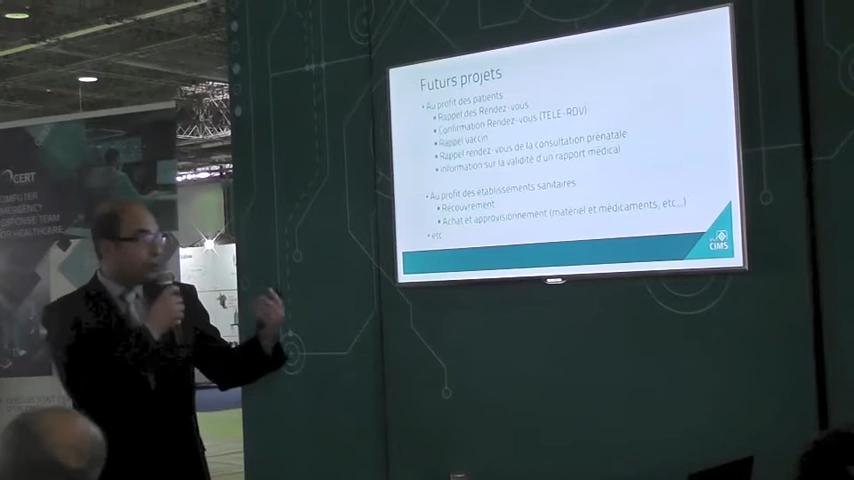 Futurs projets
• Au profit des patients
• Rappel des Rendez-vous
• Confirmation Rendez-vous (TELE-RDV)
• Rappel vaccin
• Rappel rendez-vous de la consultation prénatale
• Information sur la validité d'un rapport médical
• Au profit des établissements sanitaire
• Recouvrement
• Achat et approvisionnement (matériel et médicaments, etc...)
• etc
CIMS
CERT
COMPUTER
EMERGENCY
RESPONSE TEAM
FOR HEALTHCARE